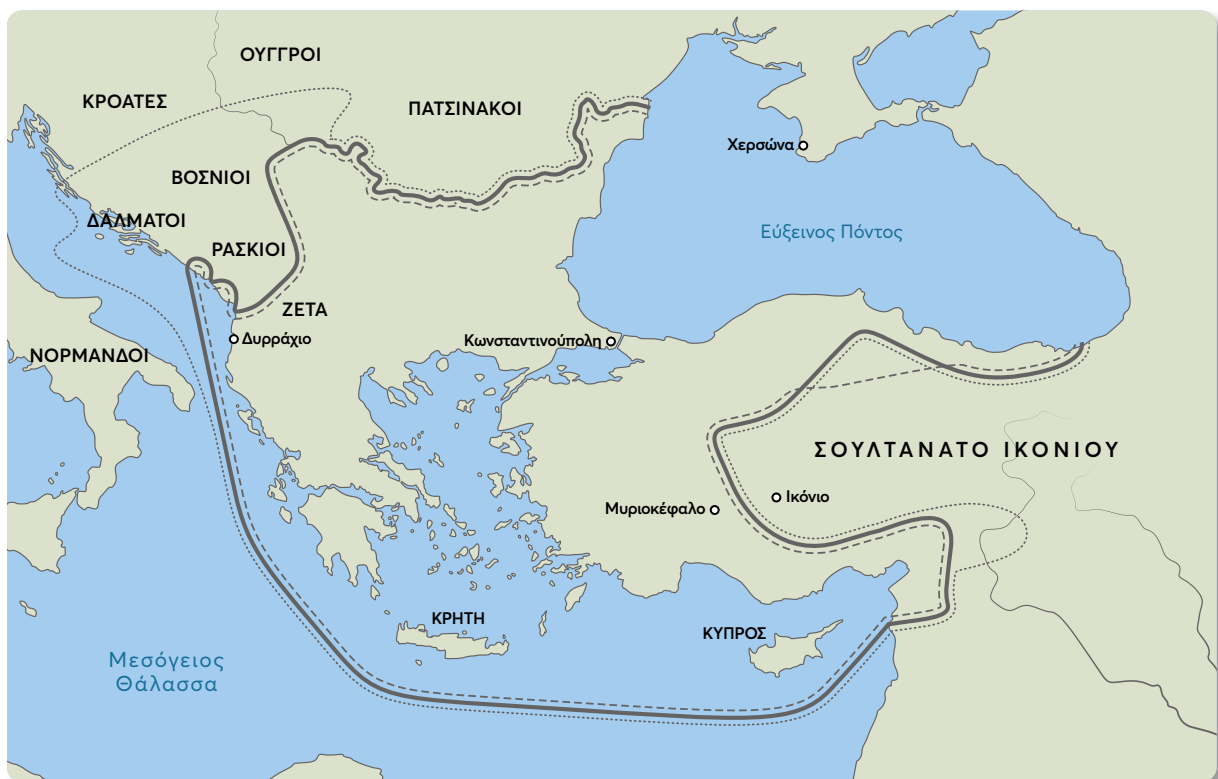 ΟΥΓΓΡΟΙ
ΚΡΟΑΤΕΣ
ΠΑΤΣΙΝΑΚΟΙ
Χερσώνα
ΒΟΣΝΙΟΙ
ΔΑΛΜΑΤΟΙ
Εύξεινος Πόντος
ΡΑΣΚΙΟΙ
ΖΕΤΑ
Δυρράχιο
Κωνσταντινούπολη
ΝΟΡΜΑΝΔΟΙ
ΣΟΥΛΤΑΝΑΤΟ ΙΚΟΝΙΟΥ
Ικόνιο
Μυριοκέφαλο
ΚΡΗΤΗ
ΚΥΠΡΟΣ
Μεσόγειος
Θάλασσα